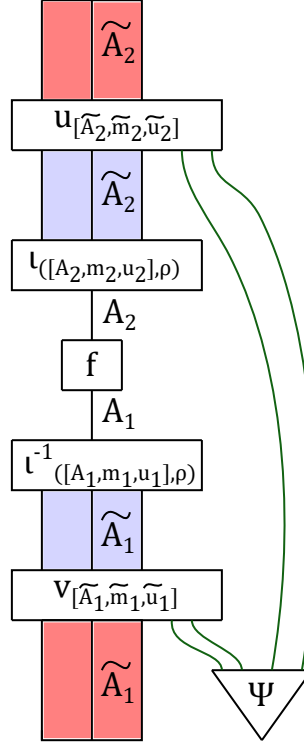 Ã₂
u[Ã₂,m̃₂,ũ₂]
Ã₂
ι([A₂,m₂,u₂],ρ)
A₂
f
A₁
ι⁻¹([A₁,m₁,u₁],ρ)
Ã₁
v[Ã₁,m̃₁,ũ₁]
Ã₁
Ψ